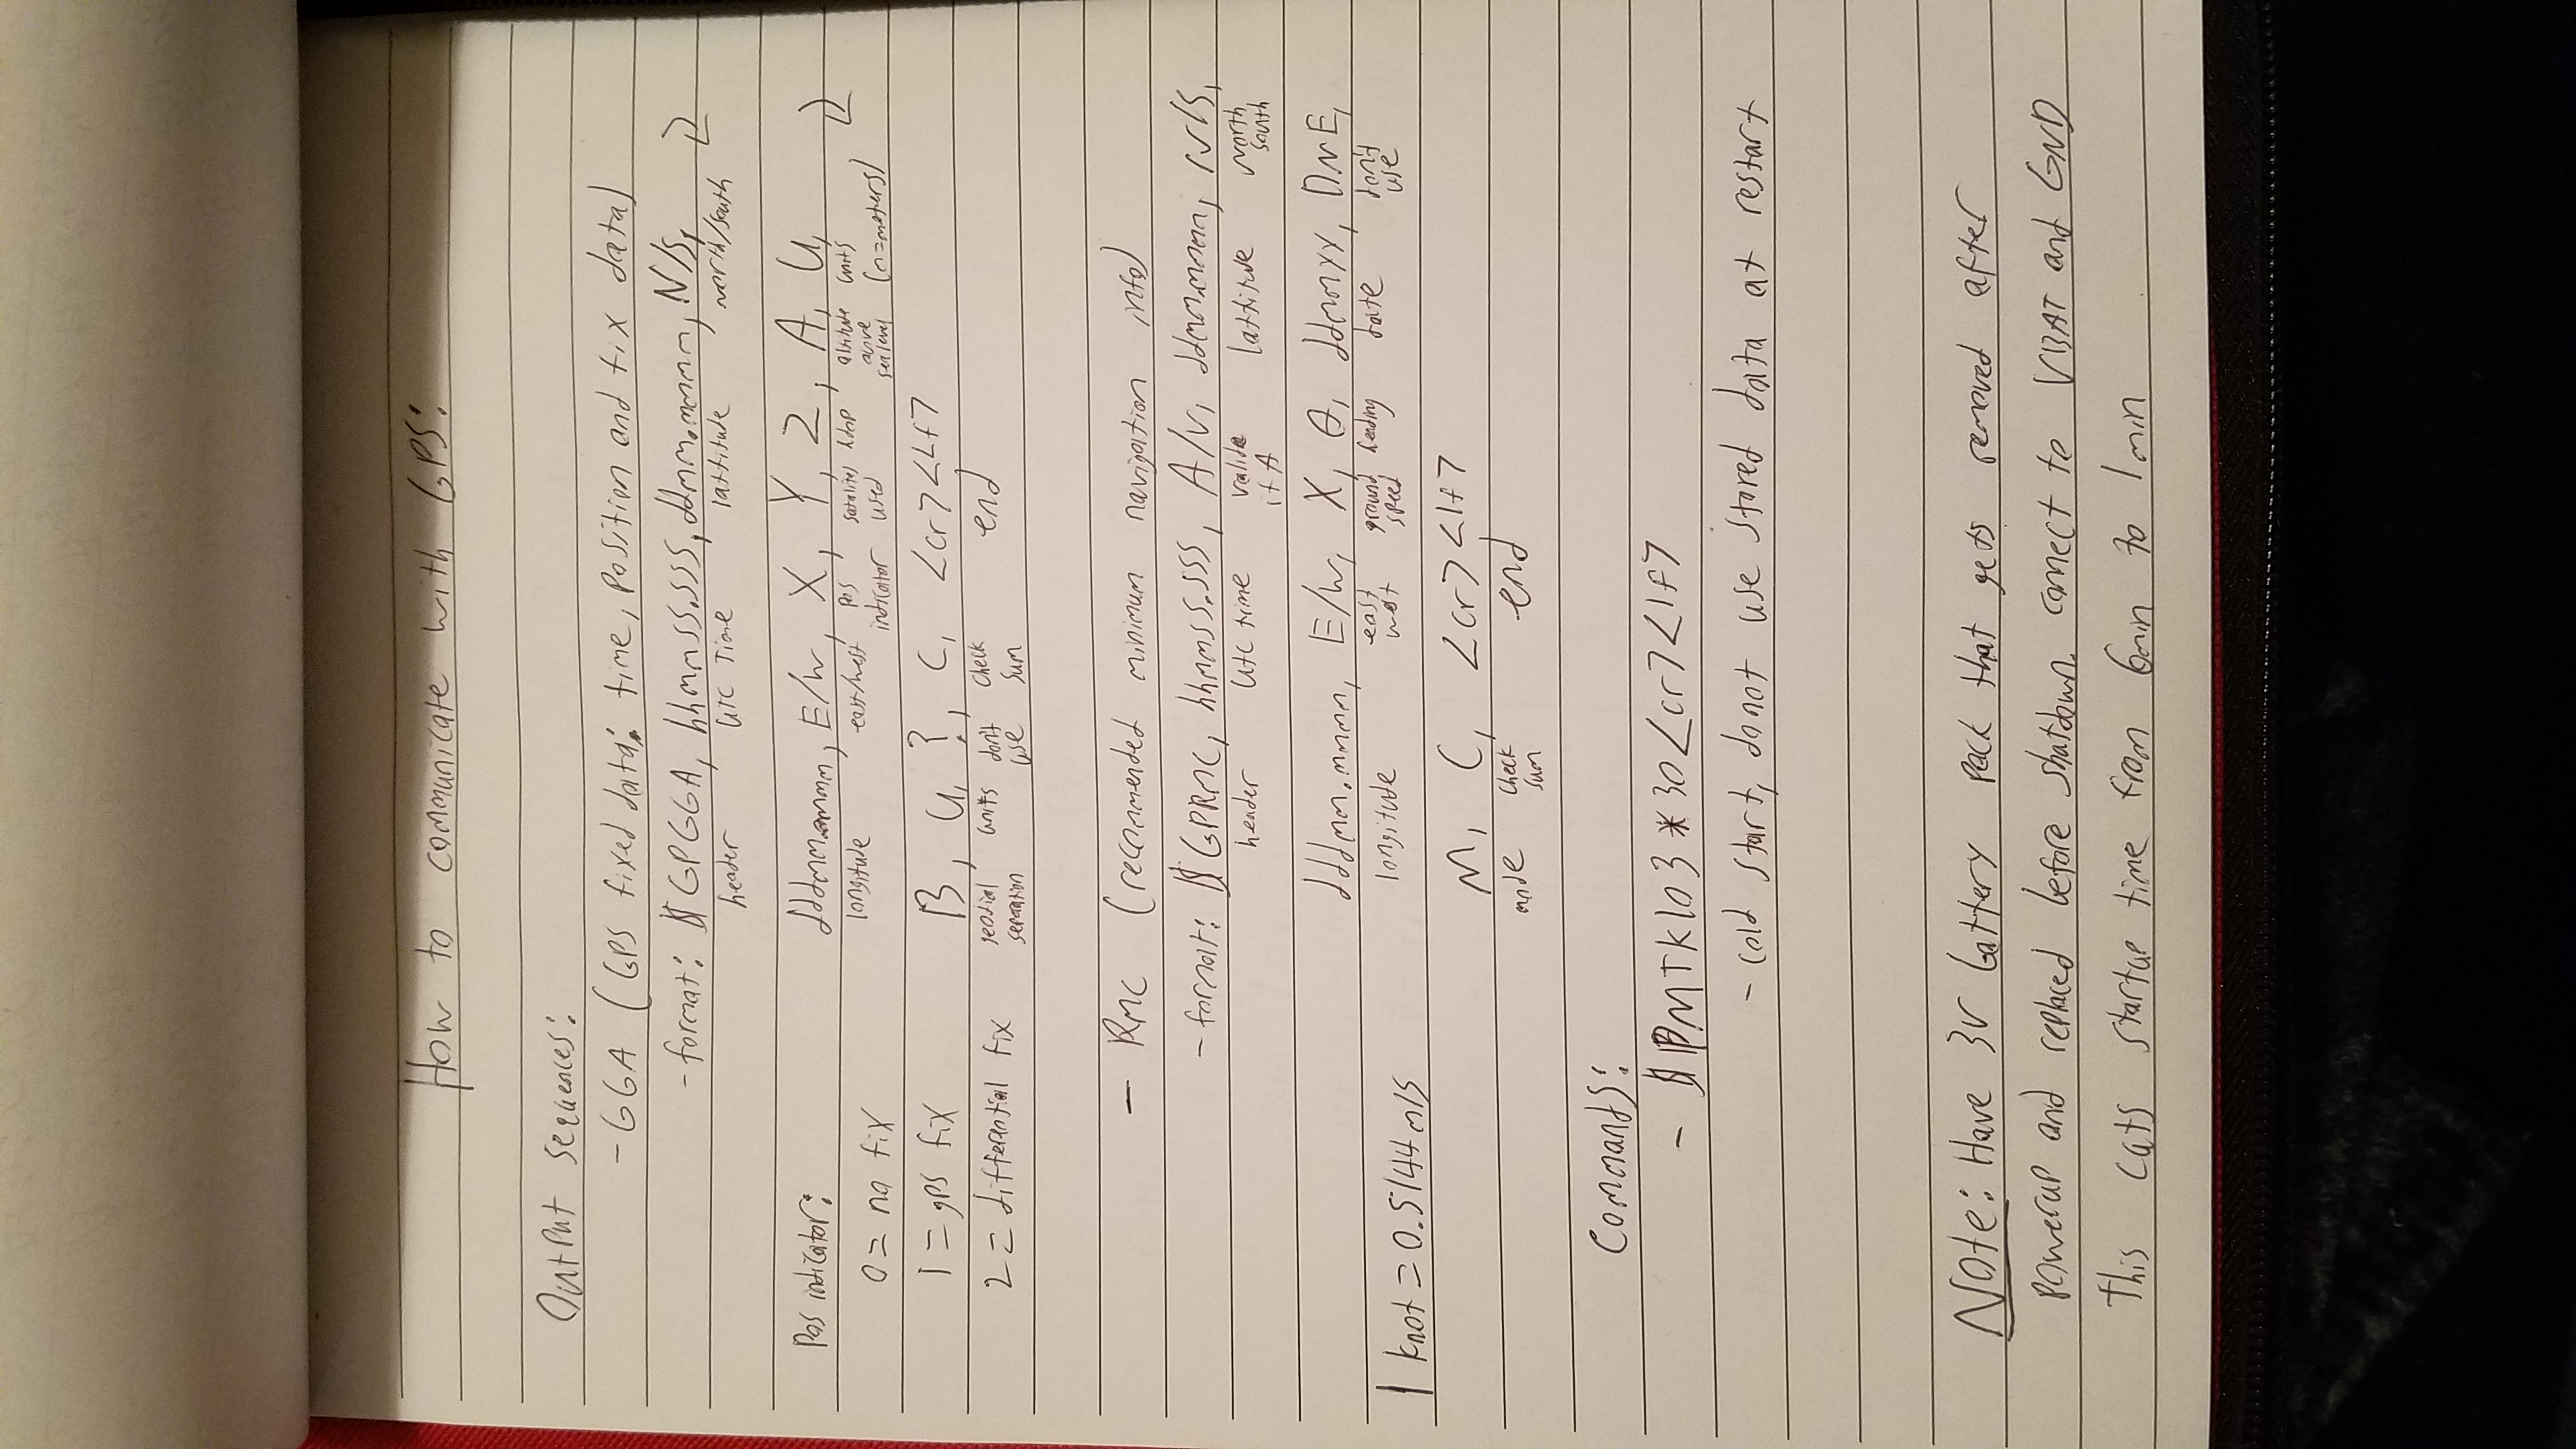 How to communicate with GPS:
Output sequences:
- GGA (GPS fixed data: time, position and fix data)
- format: $GPGGA, hhmmss.sss, ddmm.mmmm, N/S,
header UTC Time lattitude north/south
Pos indicator: dddmm.mmmm, E/W, X, Y, Z, A, U,
longitude east/west pos indicator satalites used hdop altitude above sea level units (m=meters)
0 = no fix
1 = gps fix B, U, ?, C, <cr><Lf>
2 = differential fix separation units don't use check sum end
- RMC (recommended minimum navigation info)
- format: $GPRMC, hhmmss.sss, A/V, ddmm.mmmm, N/S,
header UTC time valid if A lattitude north south
dddmm.mmmm, E/W, X, θ, ddmmyy, DNE,
longitude east west ground speed heading date don't use
1 knot = 0.5144 m/s
M, C, <cr><lf>
mode check sum end
Commands:
- $PMTK103*30<cr><lf>
- cold start, do not use stored data at restart
Note: Have 3V battery pack that gets removed after
powerup and replaced before shutdown. connect to VBAT and GND
This cuts startup time from 6min to 1min